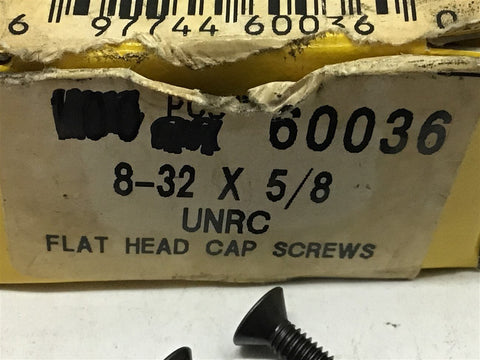 6 97744 60036 0
PCS
60036
8-32 X 5/8
UNRC
FLAT HEAD CAP SCREWS